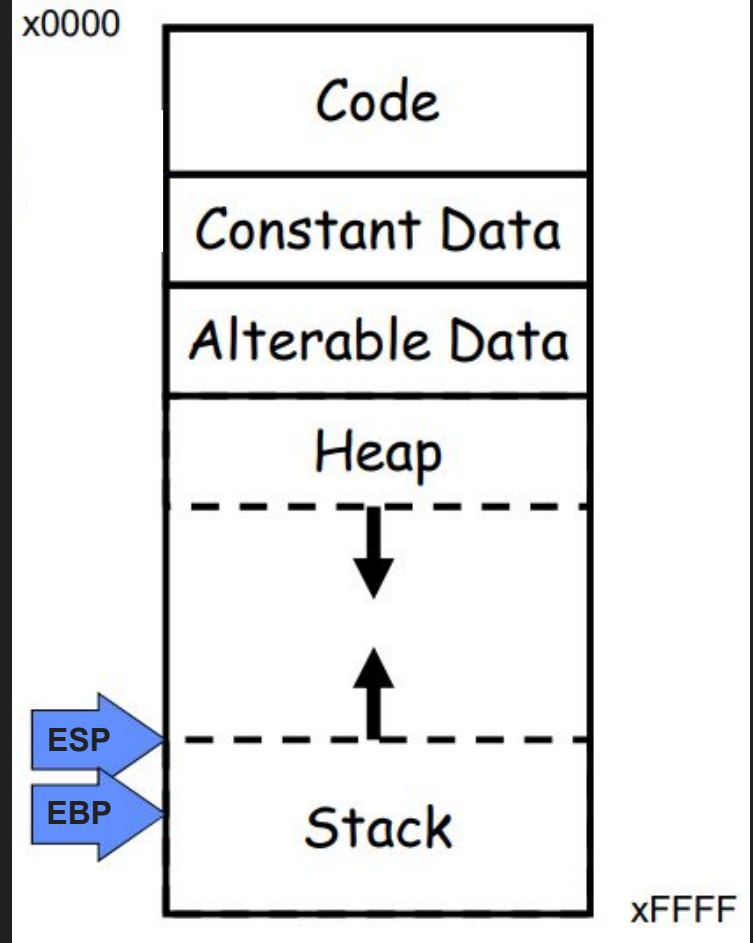 x0000
Code
Constant Data
Alterable Data
Heap
ESP
EBP
Stack
xFFFF